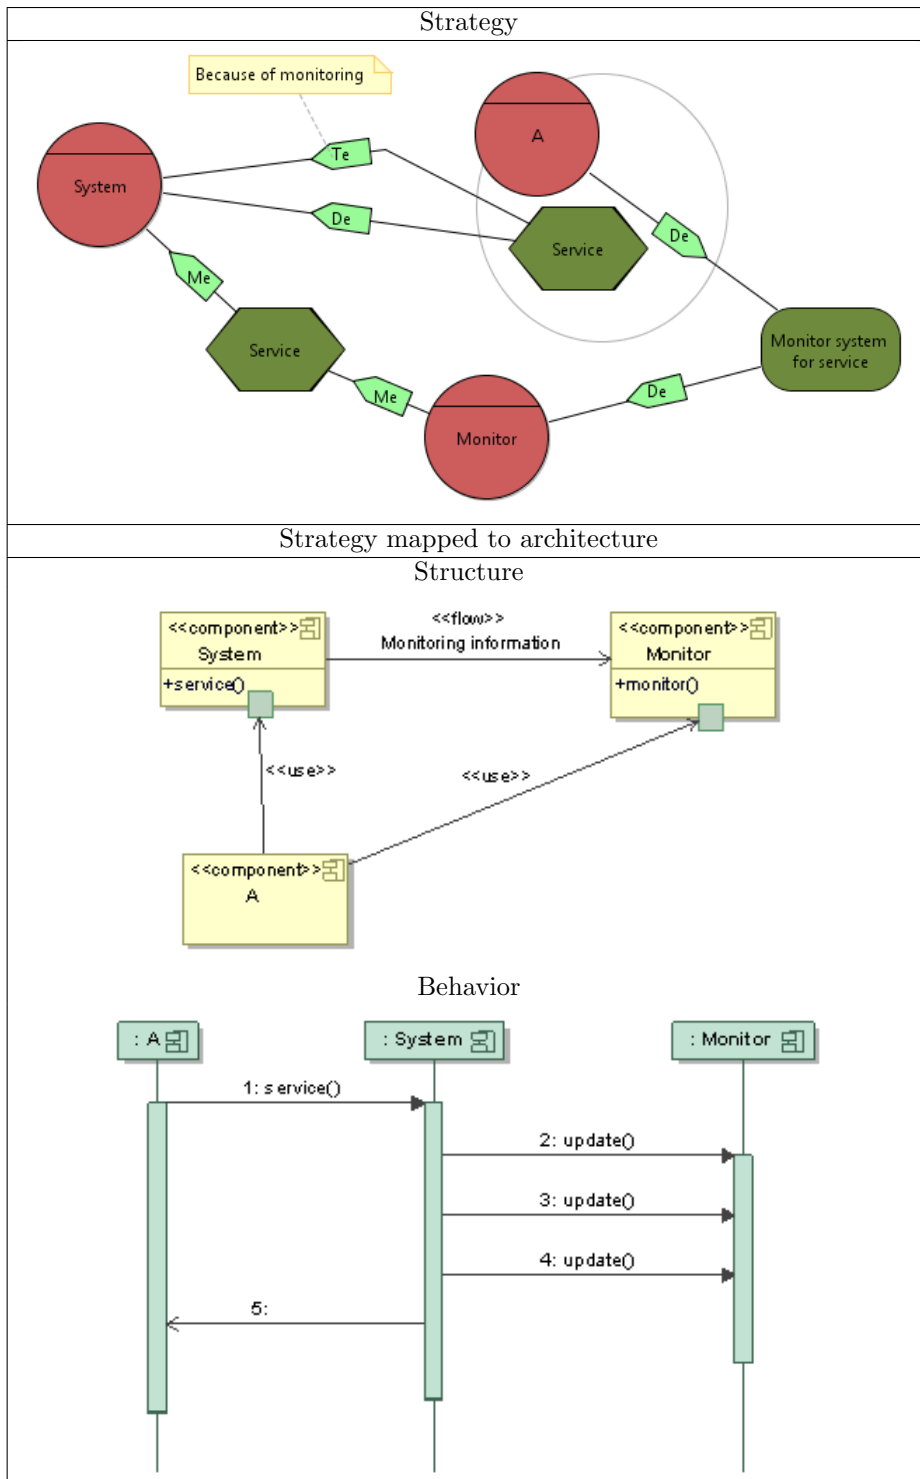 Strategy
Because of monitoring
A
Te
System
De
De
Service
Me
Service
Monitor system
for service
Me
De
Monitor
Strategy mapped to architecture
Structure
<<component>>
System
+service()
<<flow>>
Monitoring information
<<component>>
Monitor
+monitor()
<<use>>
<<use>>
<<component>>
A
Behavior
: A
: System
: Monitor
1: service()
2: update()
3: update()
4: update()
5: